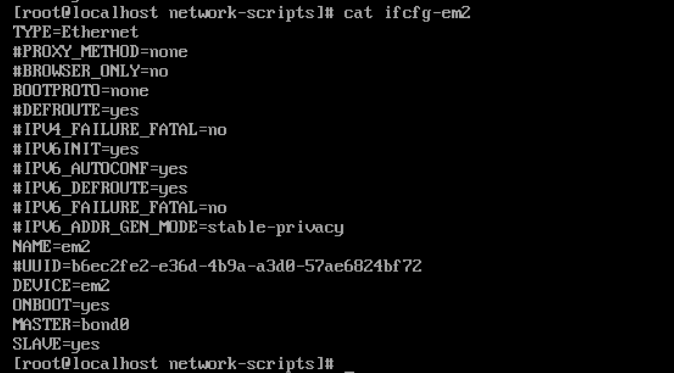 [root@localhost network-scripts]# cat ifcfg-em2
TYPE=Ethernet
#PROXY_METHOD=none
#BROWSER_ONLY=no
BOOTPROTO=none
#DEFROUTE=yes
#IPV4_FAILURE_FATAL=no
#IPV6INIT=yes
#IPV6_AUTOCONF=yes
#IPV6_DEFROUTE=yes
#IPV6_FAILURE_FATAL=no
#IPV6_ADDR_GEN_MODE=stable-privacy
NAME=em2
#UUID=b6ec2fe2-e36d-4b9a-a3d0-57ae6824bf72
DEVICE=em2
ONBOOT=yes
MASTER=bond0
SLAVE=yes
[root@localhost network-scripts]# _